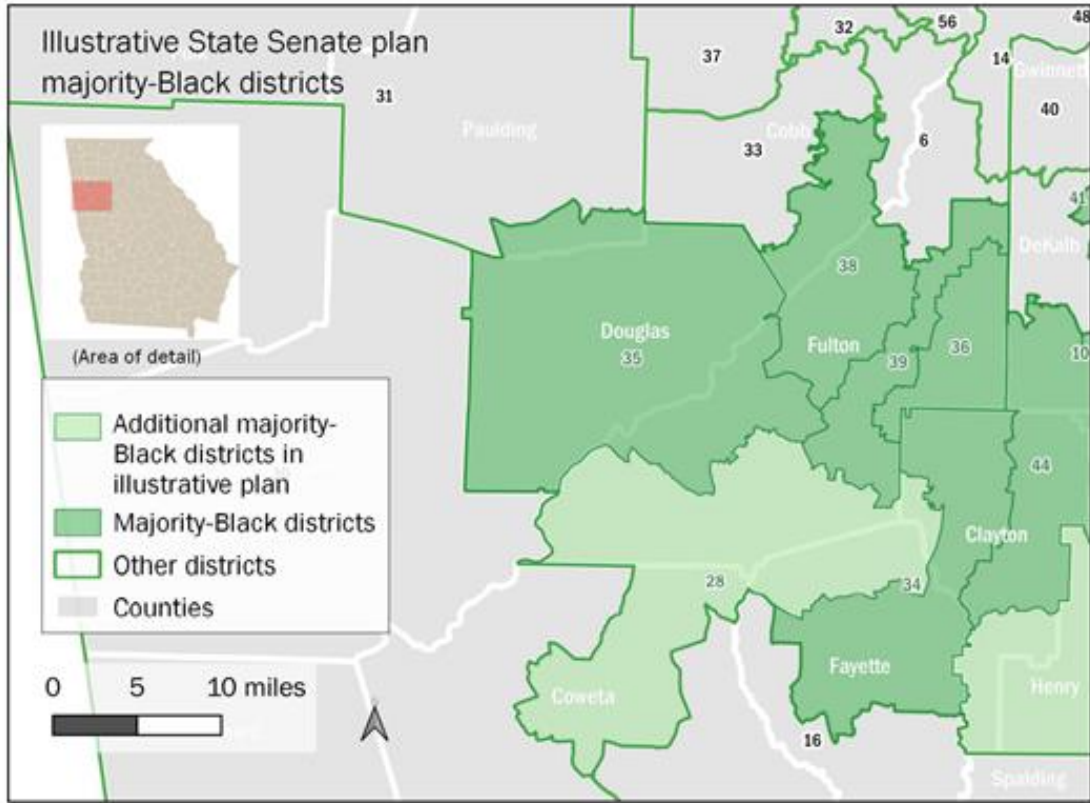 Illustrative State Senate plan
majority-Black districts
(Area of detail)
Additional majority-
Black districts in
illustrative plan
Majority-Black districts
Other districts
Counties
0 5 10 miles
32
56
48
37
14
Gwinnett
31
40
Paulding
Cobb
33
6
41
DeKalb
38
Douglas
35
Fulton
39
36
10
44
Clayton
28
34
Fayette
Coweta
Henry
16
Spalding